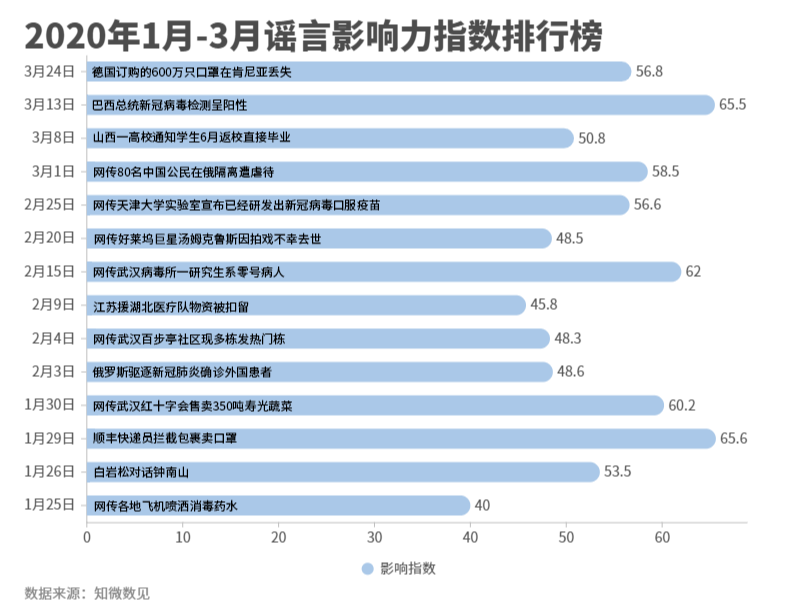 2020年1月-3月谣言影响力指数排行榜
3月24日 德国订购的600万只口罩在肯尼亚丢失 56.8
3月13日 巴西总统新冠病毒检测呈阳性 65.5
3月8日 山西一高校通知学生6月返校直接毕业 50.8
3月1日 网传80名中国公民在俄隔离遭虐待 58.5
2月25日 网传天津大学实验室宣布已经研发出新冠病毒口服疫苗 56.6
2月20日 网传好莱坞巨星汤姆克鲁斯因拍戏不幸去世 48.5
2月15日 网传武汉病毒所一研究生系零号病人 62
2月9日 江苏援湖北医疗队物资被扣留 45.8
2月4日 网传武汉百步亭社区现多栋发热门栋 48.3
2月3日 俄罗斯驱逐新冠肺炎确诊外国患者 48.6
1月30日 网传武汉红十字会售卖350吨寿光蔬菜 60.2
1月29日 顺丰快递员拦截包裹卖口罩 65.6
1月26日 白岩松对话钟南山 53.5
1月25日 网传各地飞机喷洒消毒药水 40
0 10 20 30 40 50 60
影响指数
数据来源：知微数见